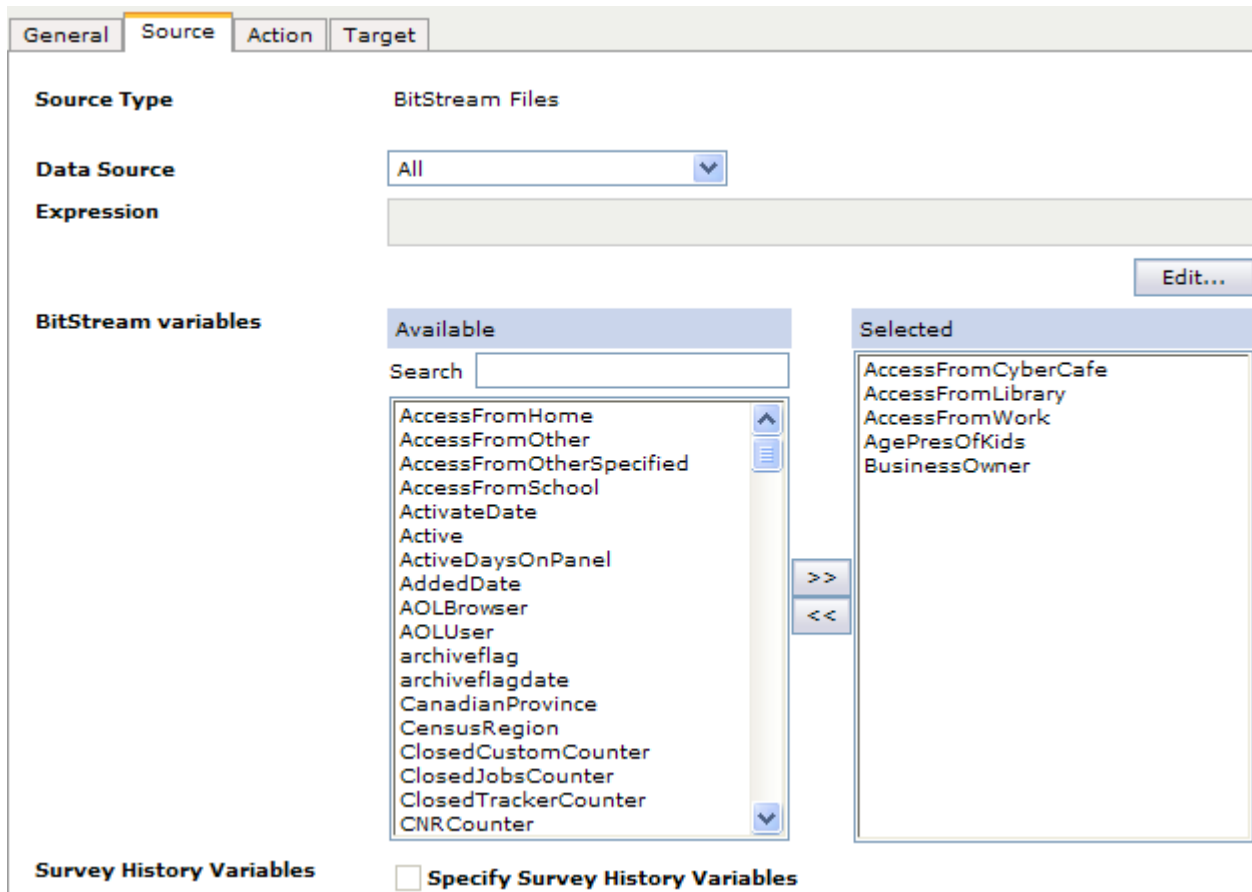 General Source Action Target
Source Type BitStream Files
Data Source All
Expression
Edit...
BitStream variables Available Selected
Search
AccessFromHome
AccessFromOther
AccessFromOtherSpecified
AccessFromSchool
ActivateDate
Active
ActiveDaysOnPanel
AddedDate
AOLBrowser
AOLUser
archiveflag
archiveflagdate
CanadianProvince
CensusRegion
ClosedCustomCounter
ClosedJobsCounter
ClosedTrackerCounter
CNRCounter
>>
<<
AccessFromCyberCafe
AccessFromLibrary
AccessFromWork
AgePresOfKids
BusinessOwner
Survey History Variables Specify Survey History Variables